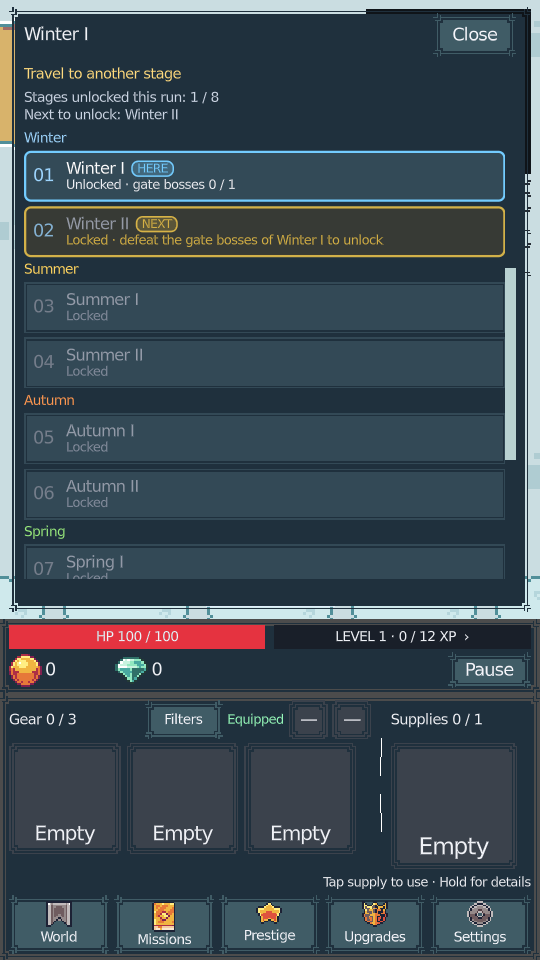 Winter I
Close
Travel to another stage
Stages unlocked this run: 1 / 8
Next to unlock: Winter II
Winter
01 Winter I HERE
Unlocked · gate bosses 0 / 1
02 Winter II NEXT
Locked · defeat the gate bosses of Winter I to unlock
Summer
03 Summer I
Locked
04 Summer II
Locked
Autumn
05 Autumn I
Locked
06 Autumn II
Locked
Spring
07 Spring I
Locked
HP 100 / 100
LEVEL 1 · 0 / 12 XP ›
0
0
Pause
Gear 0 / 3
Filters
Equipped
—
—
Supplies 0 / 1
Empty
Empty
Empty
Empty
Tap supply to use · Hold for details
World
Missions
Prestige
Upgrades
Settings